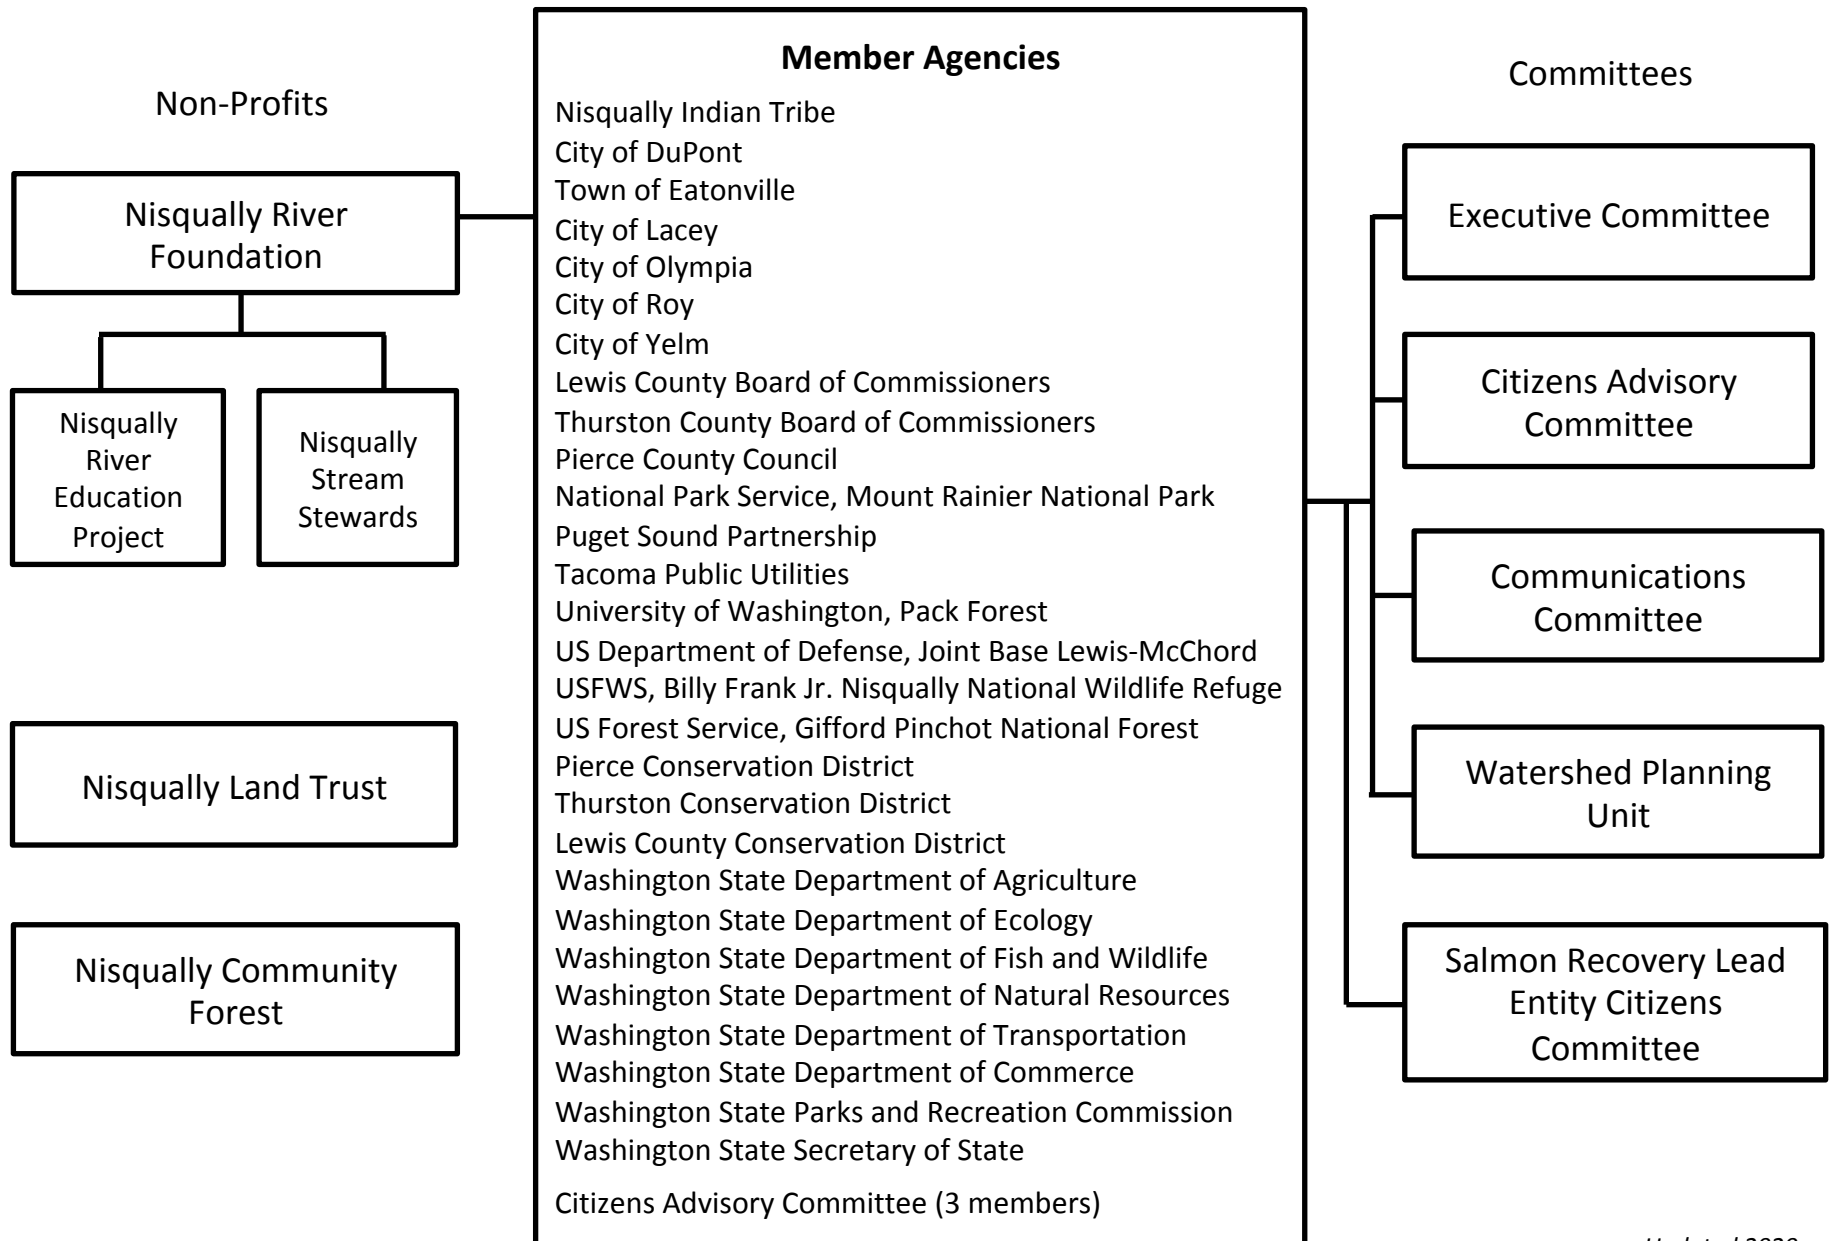 Non-Profits
Nisqually River
Foundation
Nisqually
River
Education
Project
Nisqually
Stream
Stewards
Nisqually Land Trust
Nisqually Community
Forest
Member Agencies
Nisqually Indian Tribe
City of DuPont
Town of Eatonville
City of Lacey
City of Olympia
City of Roy
City of Yelm
Lewis County Board of Commissioners
Thurston County Board of Commissioners
Pierce County Council
National Park Service, Mount Rainier National Park
Puget Sound Partnership
Tacoma Public Utilities
University of Washington, Pack Forest
US Department of Defense, Joint Base Lewis-McChord
USFWS, Billy Frank Jr. Nisqually National Wildlife Refuge
US Forest Service, Gifford Pinchot National Forest
Pierce Conservation District
Thurston Conservation District
Lewis County Conservation District
Washington State Department of Agriculture
Washington State Department of Ecology
Washington State Department of Fish and Wildlife
Washington State Department of Natural Resources
Washington State Department of Transportation
Washington State Department of Commerce
Washington State Parks and Recreation Commission
Washington State Secretary of State
Citizens Advisory Committee (3 members)
Committees
Executive Committee
Citizens Advisory
Committee
Communications
Committee
Watershed Planning
Unit
Salmon Recovery Lead
Entity Citizens
Committee